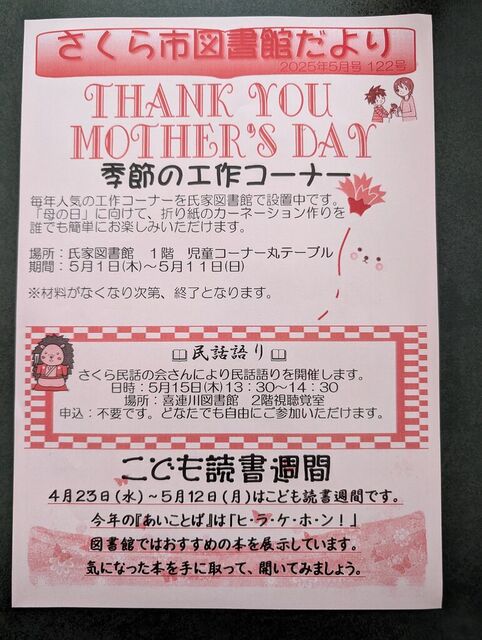 さくら市図書館だより
2025年5月号 122号
THANK YOU
MOTHER'S DAY
季節の工作コーナー
毎年人気の工作コーナーを氏家図書館で設置中です。
「母の日」に向けて、折り紙のカーネーション作りを
誰でも簡単にお楽しみいただけます。
場所：氏家図書館 1階 児童コーナー丸テーブル
期間：5月1日(木)～5月11日(日)
※材料がなくなり次第、終了となります。
民話語り
さくら民話の会さんにより民話語りを開催します。
日時：5月15日(木)13：30～14：30
場所：喜連川図書館 2階視聴覚室
申込：不要です。どなたでも自由にご参加いただけます。
こども読書週間
4月23日(水)～5月12日(月)はこども読書週間です。
今年の『あいことば』は「ヒ・ラ・ケ・ホ・ン！」
図書館ではおすすめの本を展示しています。
気になった本を手に取って、開いてみましょう。